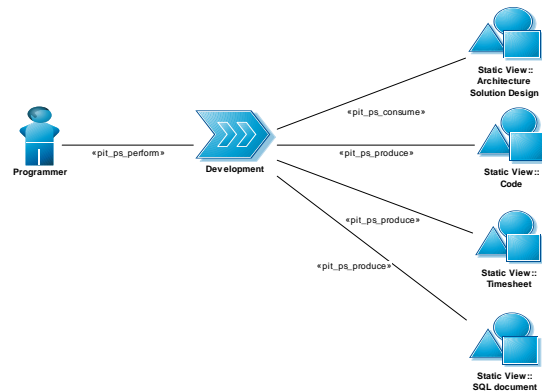 Static View::
Architecture
Solution Design
«pit_ps_consume»
«pit_ps_perform»
«pit_ps_produce»
Programmer
Development
Static View::
Code
«pit_ps_produce»
«pit_ps_produce»
Static View::
Timesheet
Static View::
SQL document